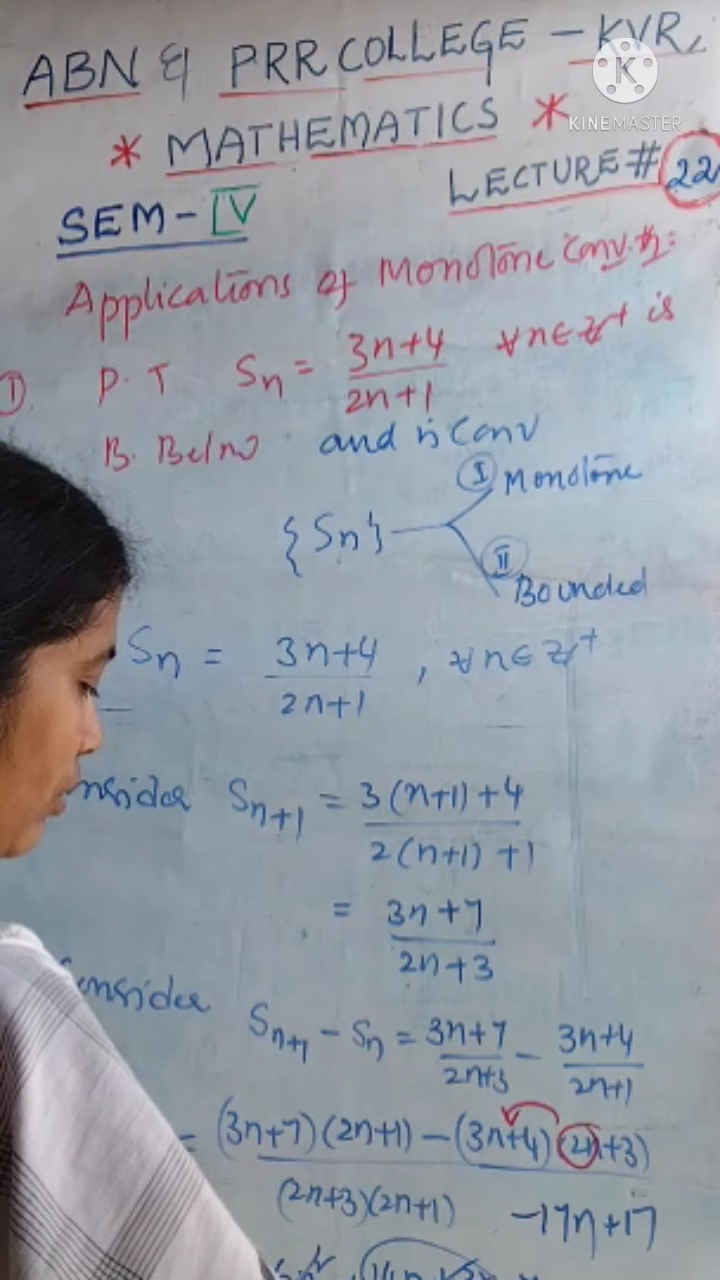 ABN & PRR COLLEGE - KVR
KINEMASTER
* MATHEMATICS *
LECTURE # 22
SEM - IV
Applications of Monotone Conv. th:
①. P.T Sn = (3n+4)/(2n+1) ∀ n ∈ Z⁺ is
B. Below and is Conv
{Sn} Ⓘ Monotone
Ⅱ Bounded
Sn = (3n+4)/(2n+1) , ∀ n ∈ Z⁺
nsider Sn+1 = (3(n+1)+4)/(2(n+1)+1)
= (3n+7)/(2n+3)
onsider Sn+1 - Sn = (3n+7)/(2n+3) - (3n+4)/(2n+1)
= ((3n+7)(2n+1) - (3n+4)(2n+3))/((2n+3)(2n+1))
-17n+17